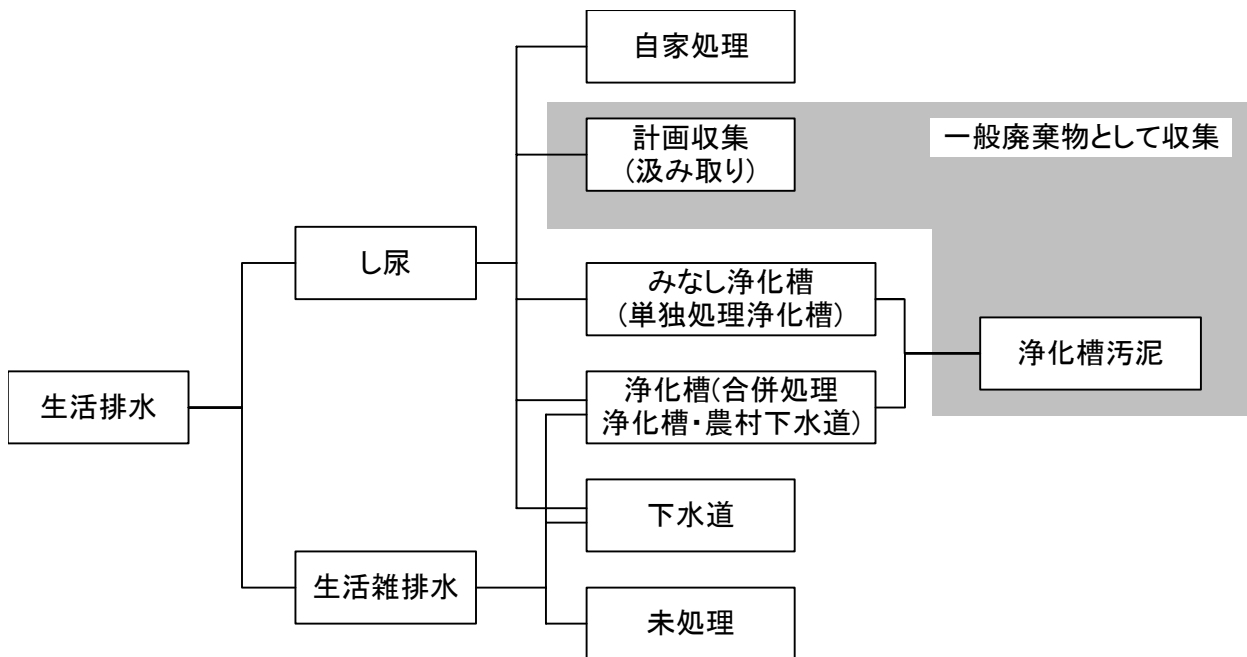 自家処理
計画収集
(汲み取り)
一般廃棄物として収集
し尿
みなし浄化槽
(単独処理浄化槽)
浄化槽汚泥
生活排水
浄化槽(合併処理
浄化槽・農村下水道)
下水道
生活雑排水
未処理